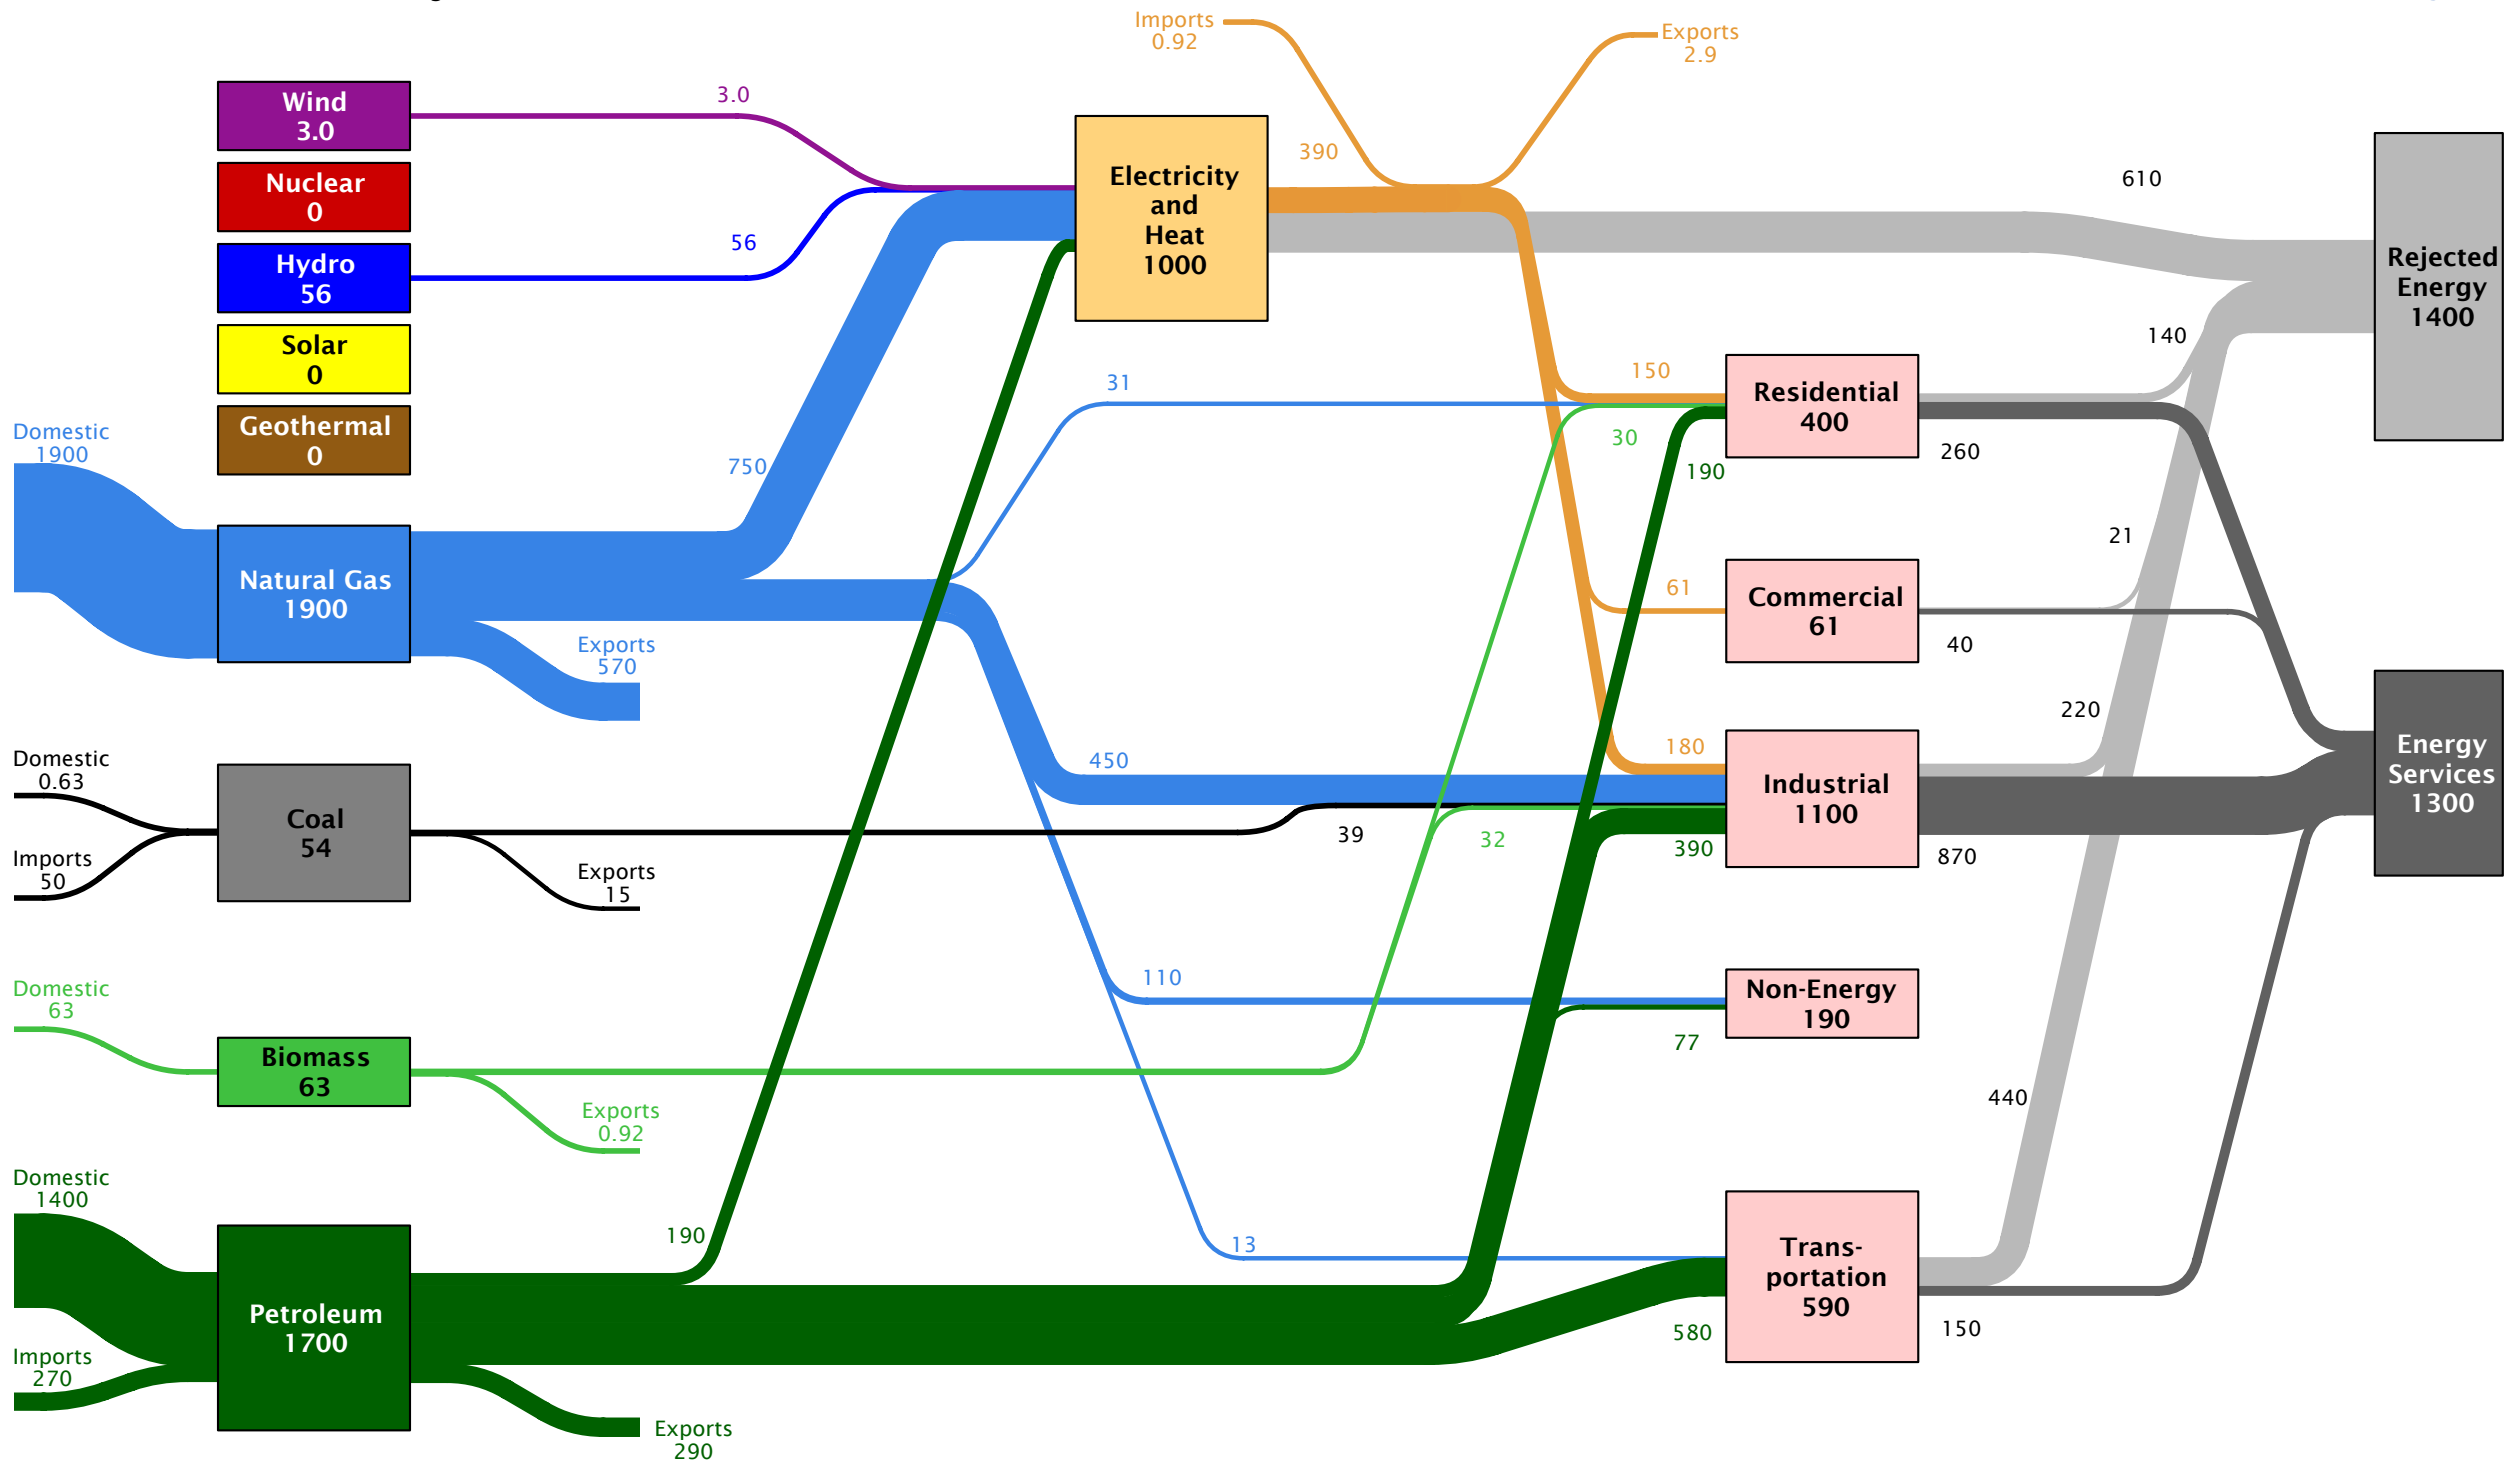 Imports
0.92
Exports
2.9
Wind
3.0
3.0
Nuclear
0
Hydro
56
56
Solar
0
Geothermal
0
Electricity
and
Heat
1000
390
610
Rejected
Energy
1400
Domestic
1900
Natural Gas
1900
750
31
Exports
570
450
110
13
150
30
190
Residential
400
140
260
61
Commercial
61
21
40
Domestic
0.63
Imports
50
Coal
54
Exports
15
39
32
180
390
Industrial
1100
220
870
Energy
Services
1300
Domestic
63
Biomass
63
Exports
0.92
Non-Energy
190
77
Domestic
1400
Imports
270
Petroleum
1700
190
Exports
290
580
Trans-
portation
590
440
150